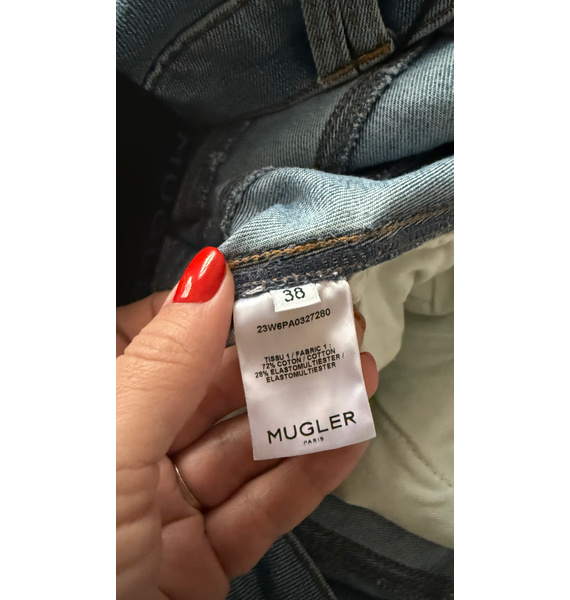 38
23W6PA0327280
TISSU 1 / FABRIC 1 :
72% COTON / COTTON
28% ELASTOMULTIESTER /
ELASTOMULTIESTER
MUGLER
PARIS